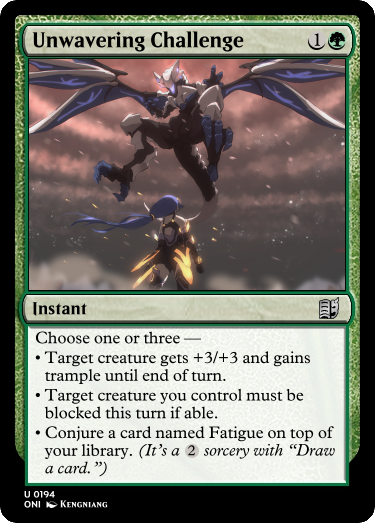 Unwavering Challenge 1
Instant
Choose one or three —
• Target creature gets +3/+3 and gains
trample until end of turn.
• Target creature you control must be
blocked this turn if able.
• Conjure a card named Fatigue on top of
your library. (It's a 2 sorcery with “Draw
a card.”)
U 0194
ONI Kengniang